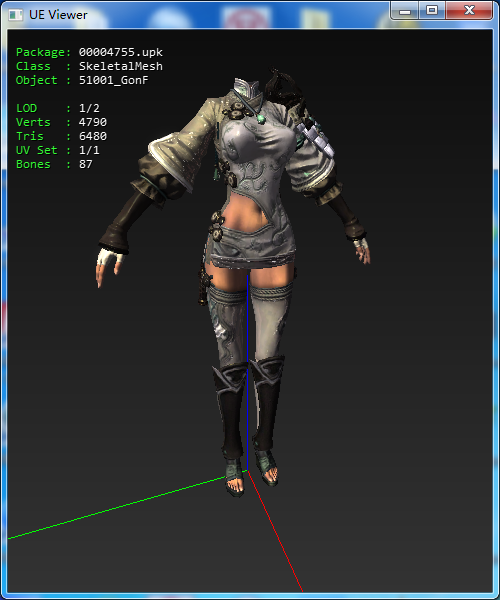 UE Viewer
Package: 00004755.upk
Class : SkeletalMesh
Object : 51001_GonF
LOD : 1/2
Verts : 4790
Tris : 6480
UV Set : 1/1
Bones : 87